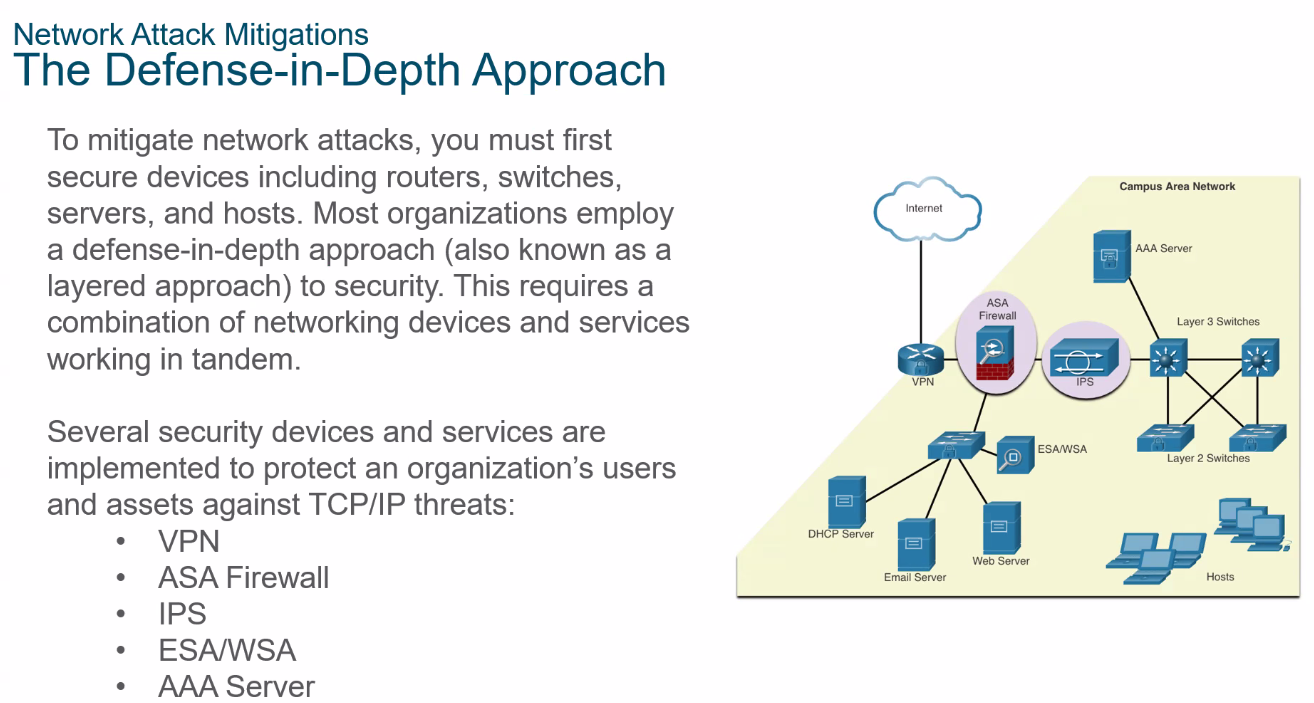 Network Attack Mitigations
The Defense-in-Depth Approach
To mitigate network attacks, you must first
secure devices including routers, switches,
servers, and hosts. Most organizations employ
a defense-in-depth approach (also known as a
layered approach) to security. This requires a
combination of networking devices and services
working in tandem.
Several security devices and services are
implemented to protect an organization’s users
and assets against TCP/IP threats:
• VPN
• ASA Firewall
• IPS
• ESA/WSA
• AAA Server
Campus Area Network
Internet
AAA Server
ASA
Firewall
Layer 3 Switches
VPN
IPS
ESA/WSA
Layer 2 Switches
DHCP Server
Email Server
Web Server
Hosts